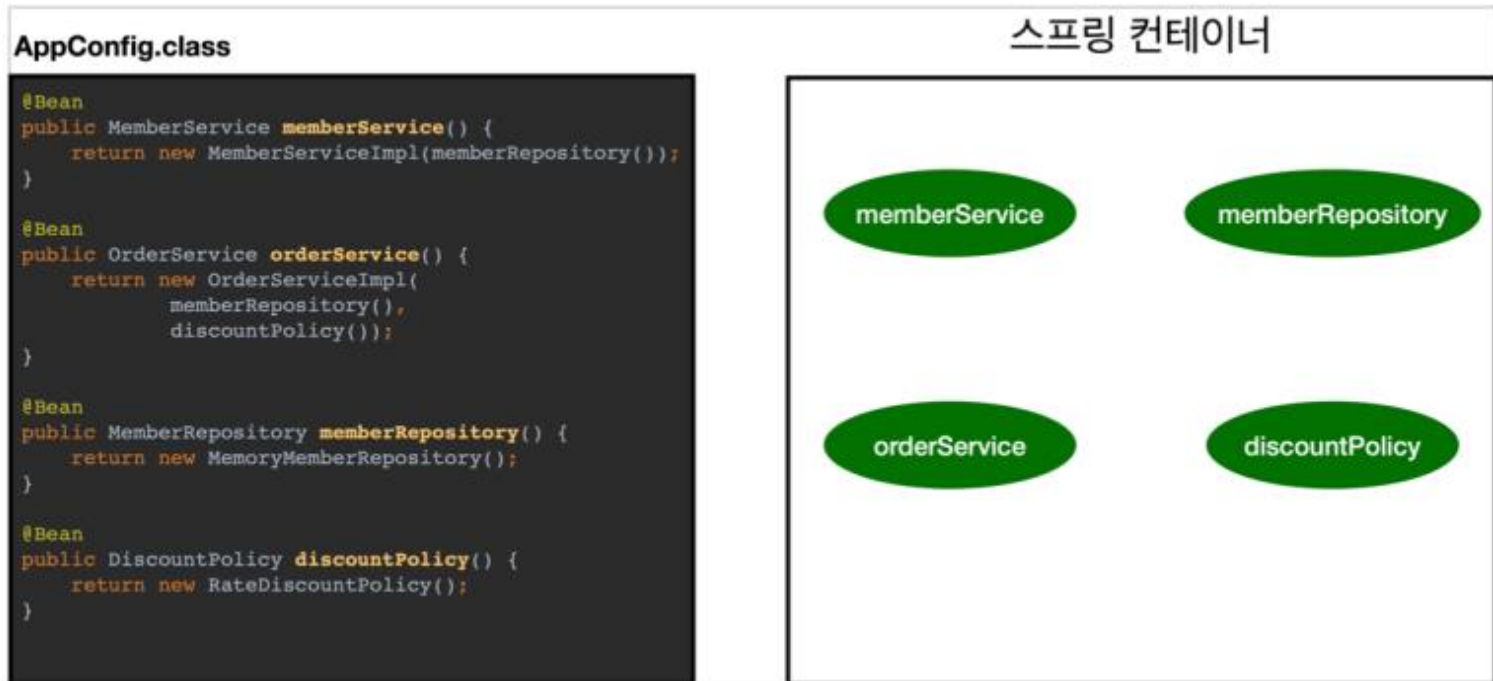 AppConfig.class
@Bean
public MemberService memberService() {
    return new MemberServiceImpl(memberRepository());
}
@Bean
public OrderService orderService() {
    return new OrderServiceImpl(
            memberRepository(),
            discountPolicy());
}
@Bean
public MemberRepository memberRepository() {
    return new MemoryMemberRepository();
}
@Bean
public DiscountPolicy discountPolicy() {
    return new RateDiscountPolicy();
}
스프링 컨테이너
memberService
memberRepository
orderService
discountPolicy